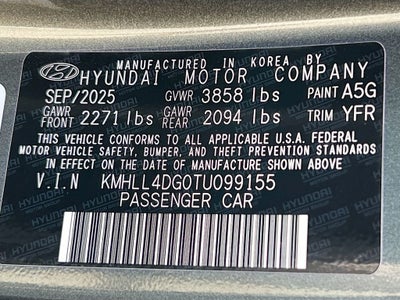 MANUFACTURED IN KOREA BY
HYUNDAI MOTOR COMPANY
SEP/2025 GVWR 3858 lbs PAINT A5G
GAWR FRONT 2271 lbs GAWR REAR 2094 lbs TRIM YFR
THIS VEHICLE CONFORMS TO ALL APPLICABLE U.S.A. FEDERAL
MOTOR VEHICLE SAFETY, BUMPER, AND THEFT PREVENTION STANDARDS
IN EFFECT ON THE DATE OF MANUFACTURE SHOWN ABOVE.
V.I.N KMHLL4DG0TU099155
PASSENGER CAR